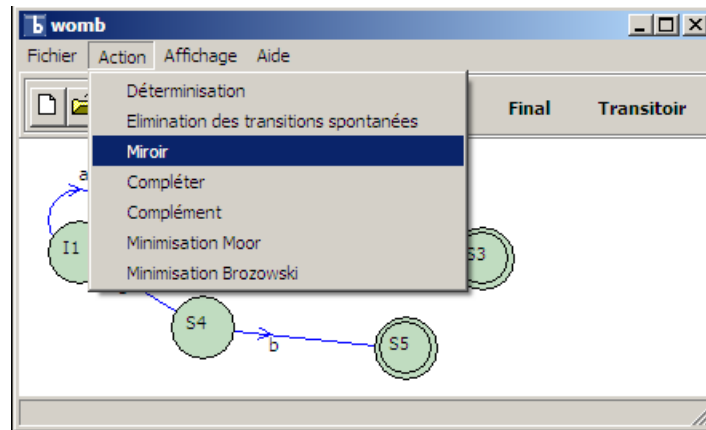 womb
Fichier Action Affichage Aide
Déterminisation
Elimination des transitions spontanées
Miroir
Compléter
Complément
Minimisation Moor
Minimisation Brozowski
Final Transitoir
a
I1
S3
S4
b
S5